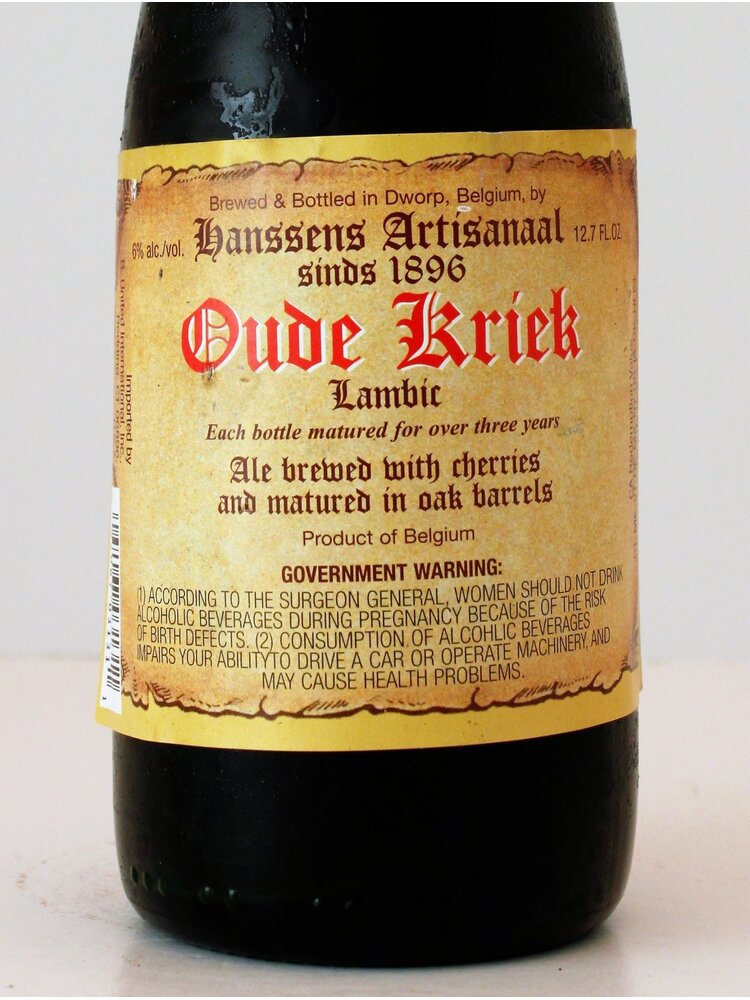 Brewed & Bottled in Dworp, Belgium, by
6% alc./vol.
Hanssens Artisanaal
12.7 FL.OZ.
sinds 1896
Oude Kriek
Lambic
Each bottle matured for over three years
Ale brewed with cherries
and matured in oak barrels
Product of Belgium
GOVERNMENT WARNING:
(1) ACCORDING TO THE SURGEON GENERAL, WOMEN SHOULD NOT DRINK
ALCOHOLIC BEVERAGES DURING PREGNANCY BECAUSE OF THE RISK
OF BIRTH DEFECTS. (2) CONSUMPTION OF ALCOHLIC BEVERAGES
IMPAIRS YOUR ABILITYTO DRIVE A CAR OR OPERATE MACHINERY, AND
MAY CAUSE HEALTH PROBLEMS.
Imported by
B. United International Inc.